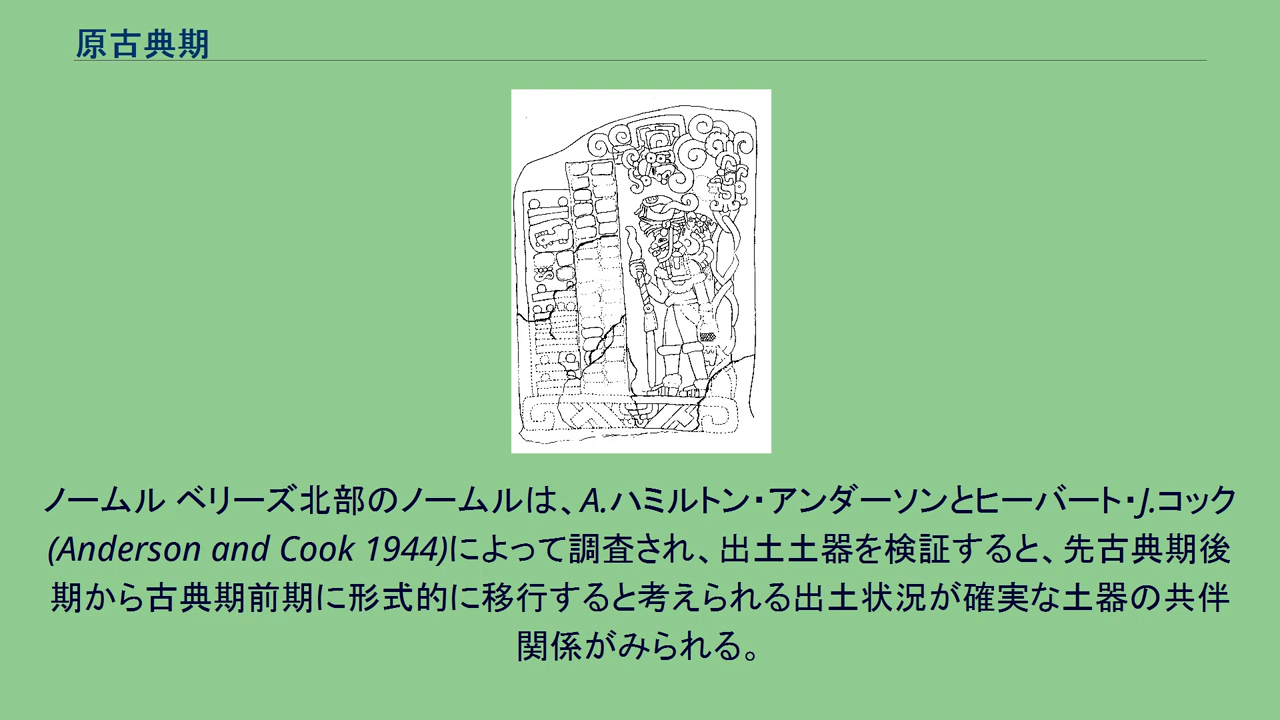 原古典期
ノームル ベリーズ北部のノームルは、A.ハミルトン・アンダーソンとヒーバート・J.コック
(Anderson and Cook 1944)によって調査され、出土土器を検証すると、先古典期後
期から古典期前期に形式的に移行すると考えられる出土状況が確実な土器の共伴
関係がみられる。